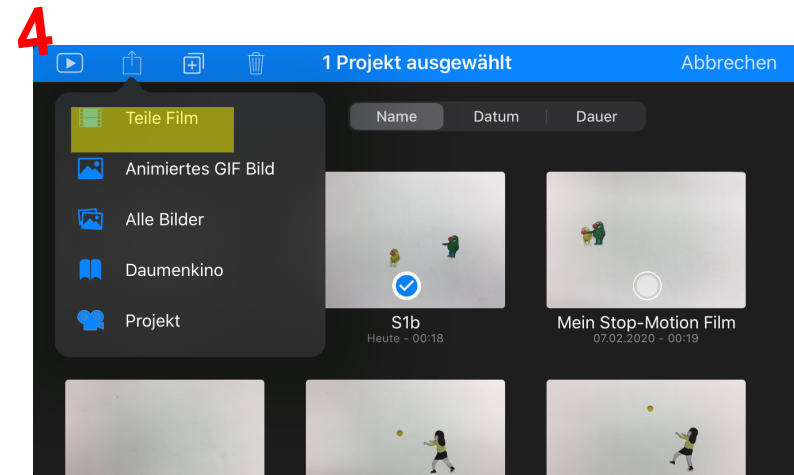 4
1 Projekt ausgewählt
Abbrechen
Teile Film
Name
Datum
Dauer
Animiertes GIF Bild
Alle Bilder
Daumenkino
Projekt
S1b
Heute - 00:18
Mein Stop-Motion Film
07.02.2020 - 00:19